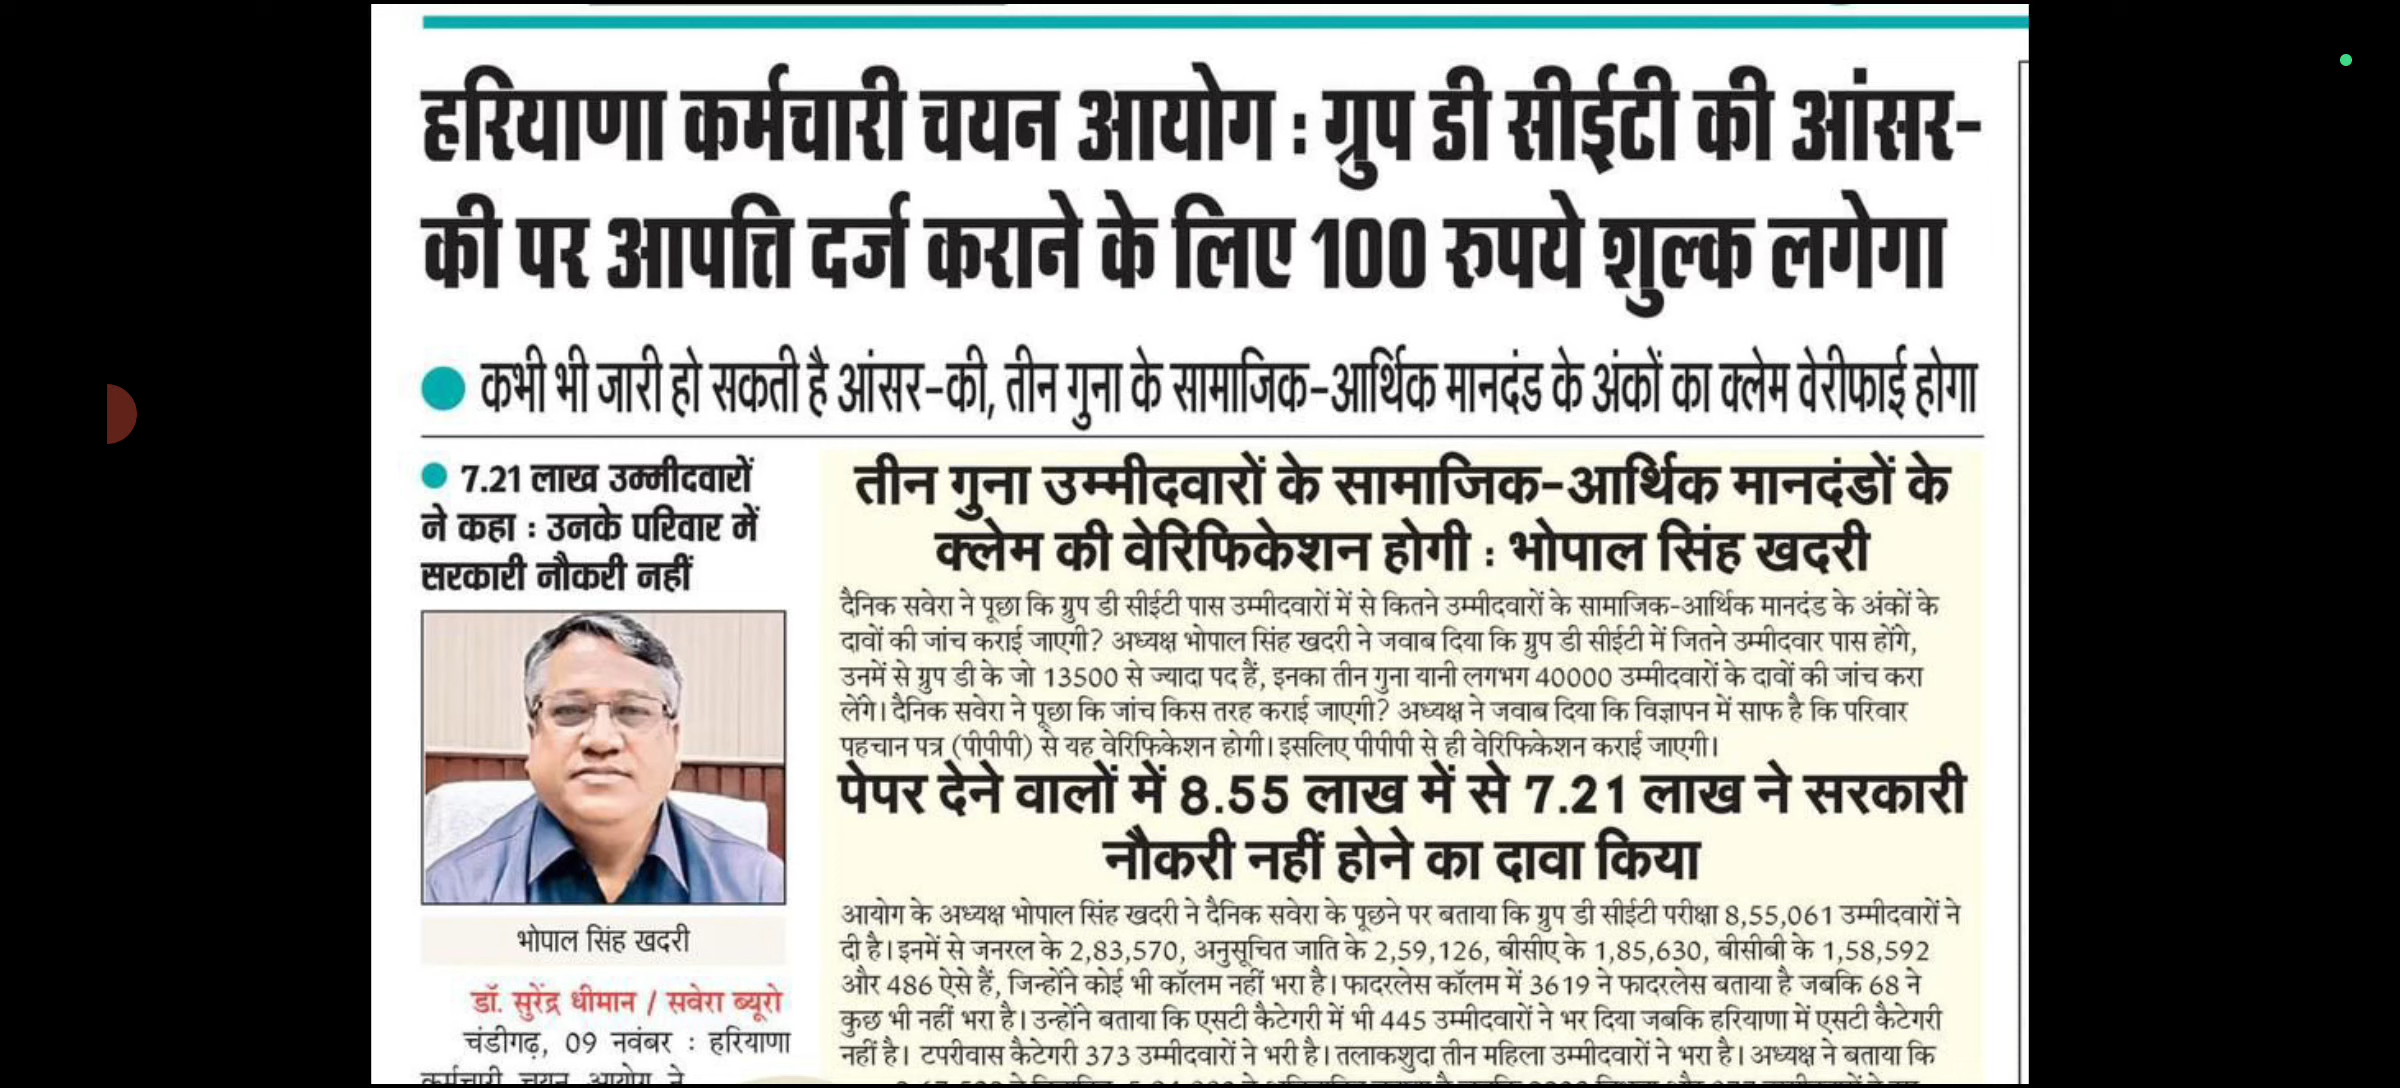 हरियाणा कर्मचारी चयन आयोग : ग्रुप डी सीईटी की आंसर-
की पर आपत्ति दर्ज कराने के लिए 100 रुपये शुल्क लगेगा
कभी भी जारी हो सकती है आंसर-की, तीन गुना के सामाजिक-आर्थिक मानदंड के अंकों का क्लेम वेरीफाई होगा
7.21 लाख उम्मीदवारों
ने कहा : उनके परिवार में
सरकारी नौकरी नहीं
भोपाल सिंह खदरी
डॉ. सुरेंद्र धीमान / सवेरा ब्यूरो
चंडीगढ़, 09 नवंबर : हरियाणा
कर्मचारी चयन आयोग ने
तीन गुना उम्मीदवारों के सामाजिक-आर्थिक मानदंडों के
क्लेम की वेरिफिकेशन होगी : भोपाल सिंह खदरी
दैनिक सवेरा ने पूछा कि ग्रुप डी सीईटी पास उम्मीदवारों में से कितने उम्मीदवारों के सामाजिक-आर्थिक मानदंड के अंकों के
दावों की जांच कराई जाएगी? अध्यक्ष भोपाल सिंह खदरी ने जवाब दिया कि ग्रुप डी सीईटी में जितने उम्मीदवार पास होंगे,
उनमें से ग्रुप डी के जो 13500 से ज्यादा पद हैं, इनका तीन गुना यानी लगभग 40000 उम्मीदवारों के दावों की जांच करा
लेंगे। दैनिक सवेरा ने पूछा कि जांच किस तरह कराई जाएगी? अध्यक्ष ने जवाब दिया कि विज्ञापन में साफ है कि परिवार
पहचान पत्र (पीपीपी) से यह वेरिफिकेशन होगी। इसलिए पीपीपी से ही वेरिफिकेशन कराई जाएगी।
पेपर देने वालों में 8.55 लाख में से 7.21 लाख ने सरकारी
नौकरी नहीं होने का दावा किया
आयोग के अध्यक्ष भोपाल सिंह खदरी ने दैनिक सवेरा के पूछने पर बताया कि ग्रुप डी सीईटी परीक्षा 8,55,061 उम्मीदवारों ने
दी है। इनमें से जनरल के 2,83,570, अनुसूचित जाति के 2,59,126, बीसीए के 1,85,630, बीसीबी के 1,58,592
और 486 ऐसे हैं, जिन्होंने कोई भी कॉलम नहीं भरा है। फादरलेस कॉलम में 3619 ने फादरलेस बताया है जबकि 68 ने
कुछ भी नहीं भरा है। उन्होंने बताया कि एसटी कैटेगरी में भी 445 उम्मीदवारों ने भर दिया जबकि हरियाणा में एसटी कैटेगरी
नहीं है। टपरीवास कैटेगरी 373 उम्मीदवारों ने भरी है। तलाकशुदा तीन महिला उम्मीदवारों ने भरा है। अध्यक्ष ने बताया कि